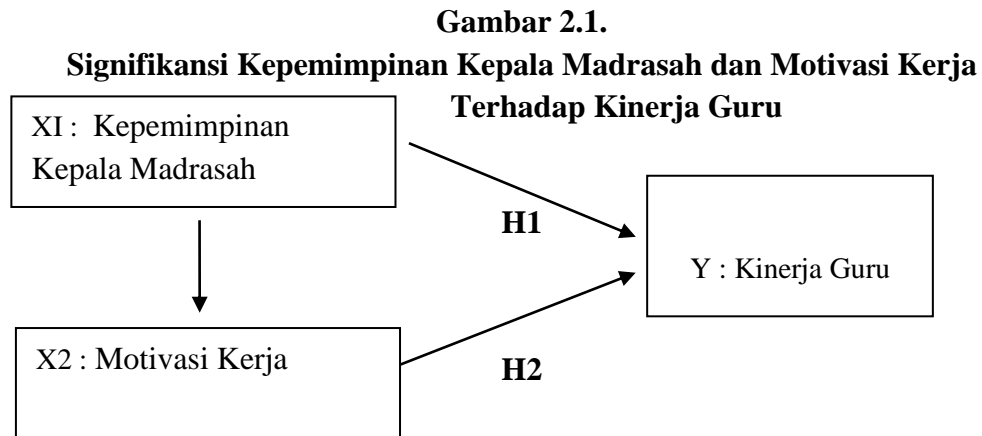 Gambar 2.1.
Signifikansi Kepemimpinan Kepala Madrasah dan Motivasi Kerja
Terhadap Kinerja Guru
XI : Kepemimpinan
Kepala Madrasah
H1
Y : Kinerja Guru
X2 : Motivasi Kerja
H2